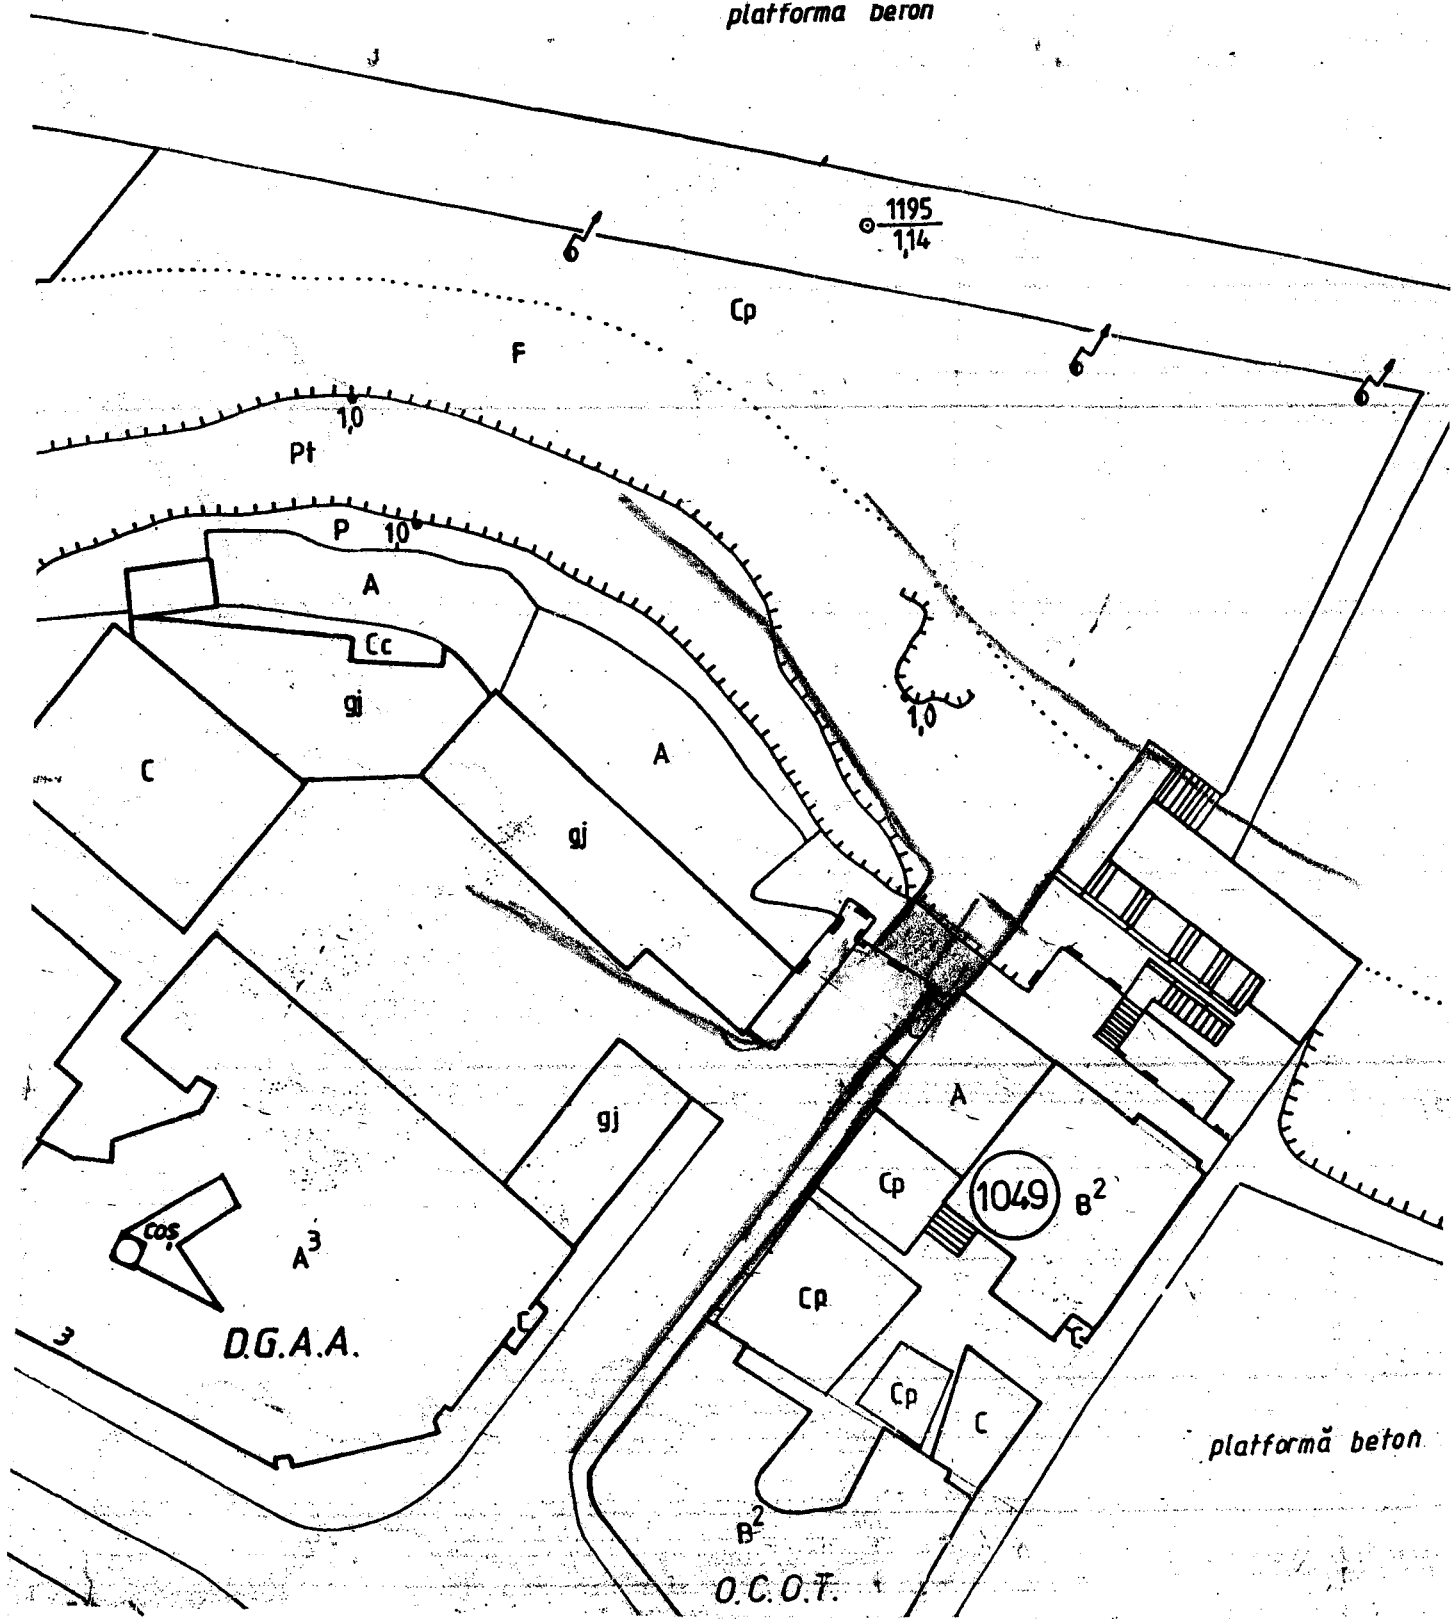 platforma beton
1195
1,14
Cp
F
1,0
Pt
P
1,0
A
Cc
gj
1,0
A
C
gj
gj
A
Cp
1049
B²
coș
A³
Cp
C
3
D.G.A.A.
C
Cp
C
platformă beton
B²
O.C.O.T.